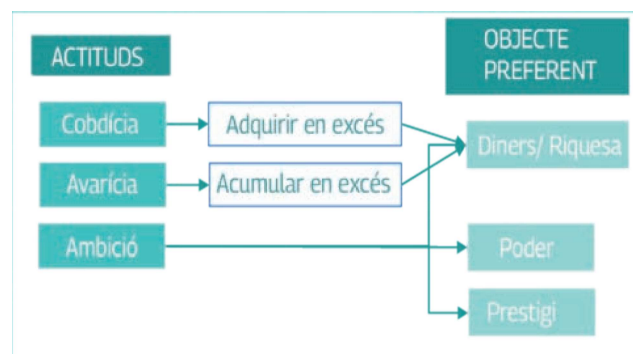 ACTITUDS
OBJECTE
PREFERENT
Cobdícia
Adquirir en excés
Diners/ Riquesa
Avarícia
Acumular en excés
Ambició
Poder
Prestigi